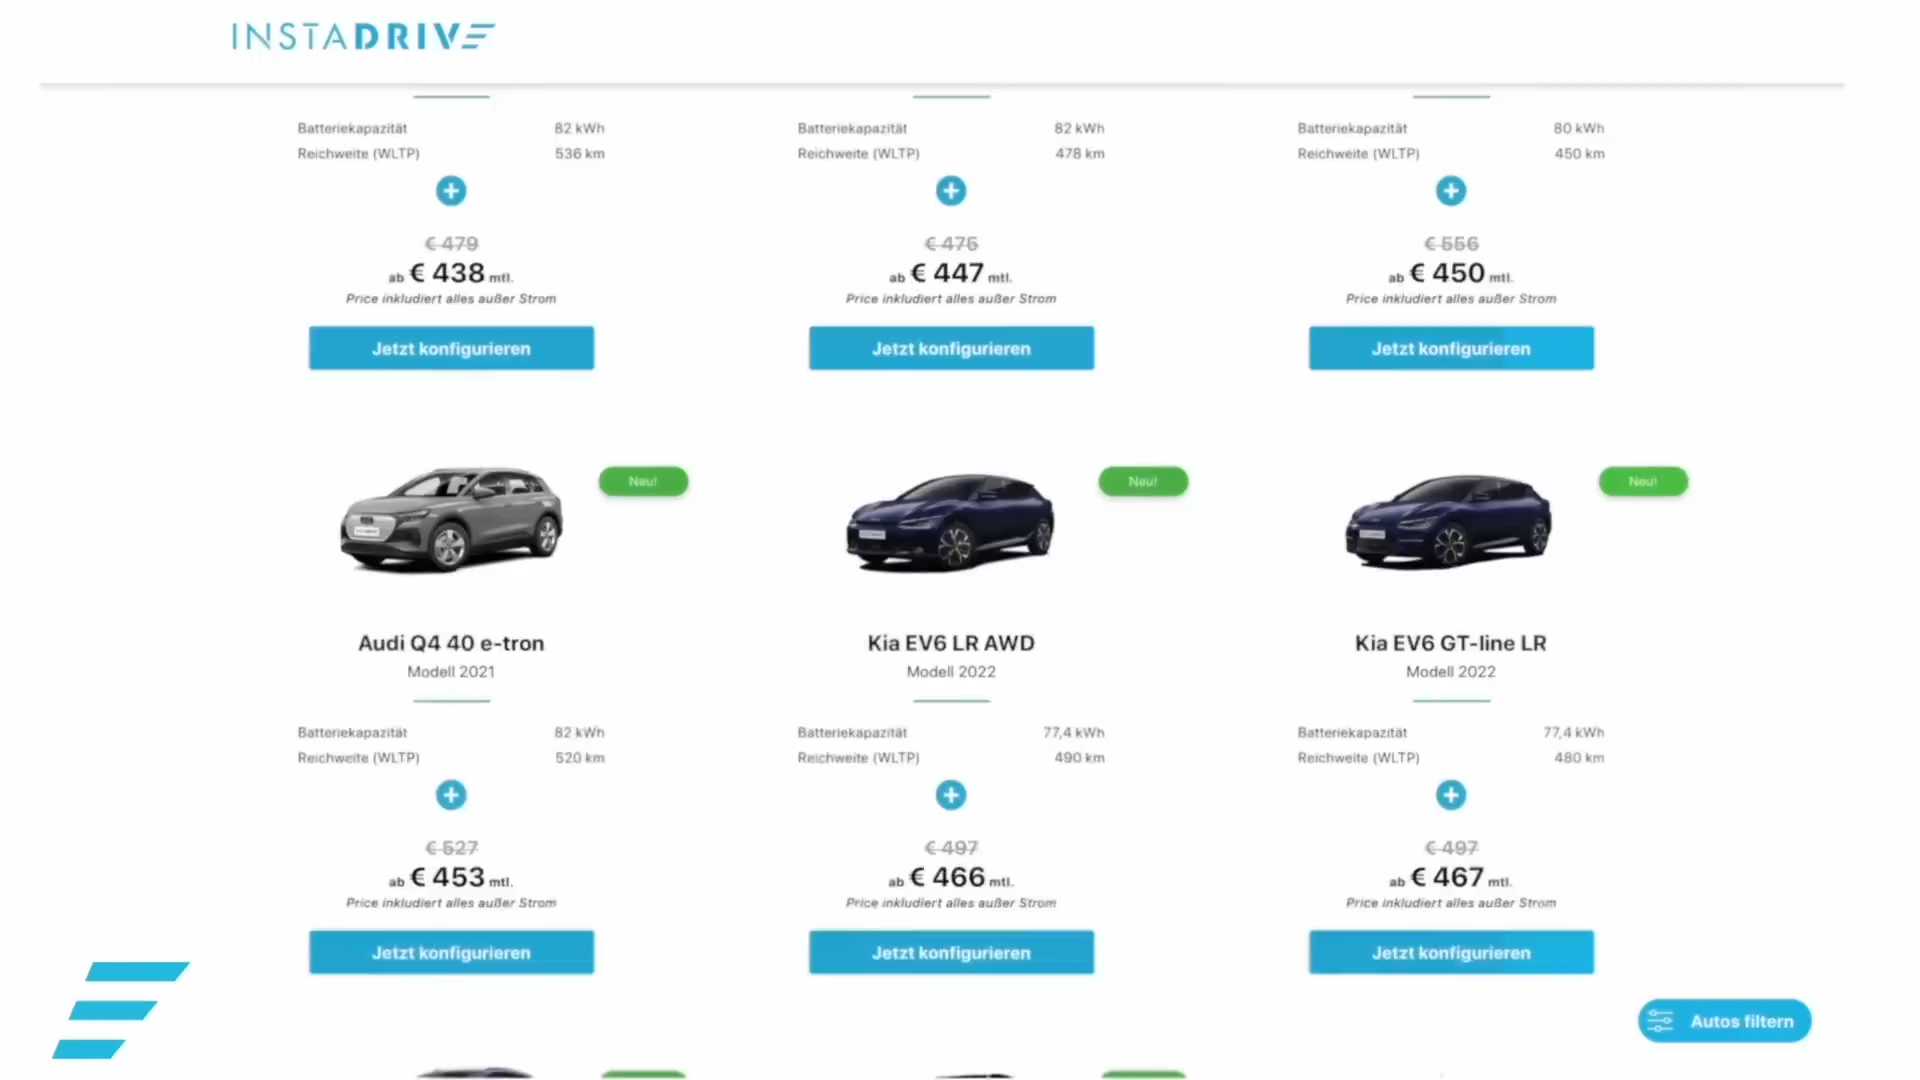 INSTADRIVE
Batteriekapazität 82 kWh
Reichweite (WLTP) 536 km
€ 479
ab € 438 mtl.
Price inkludiert alles außer Strom
Jetzt konfigurieren
Batteriekapazität 82 kWh
Reichweite (WLTP) 478 km
€ 475
ab € 447 mtl.
Price inkludiert alles außer Strom
Jetzt konfigurieren
Batteriekapazität 80 kWh
Reichweite (WLTP) 450 km
€ 556
ab € 450 mtl.
Price inkludiert alles außer Strom
Jetzt konfigurieren
Neu!
Audi Q4 40 e-tron
Modell 2021
Batteriekapazität 82 kWh
Reichweite (WLTP) 520 km
€ 527
ab € 453 mtl.
Price inkludiert alles außer Strom
Jetzt konfigurieren
Neu!
Kia EV6 LR AWD
Modell 2022
Batteriekapazität 77,4 kWh
Reichweite (WLTP) 490 km
€ 497
ab € 466 mtl.
Price inkludiert alles außer Strom
Jetzt konfigurieren
Neu!
Kia EV6 GT-line LR
Modell 2022
Batteriekapazität 77,4 kWh
Reichweite (WLTP) 480 km
€ 497
ab € 467 mtl.
Price inkludiert alles außer Strom
Jetzt konfigurieren
Autos filtern